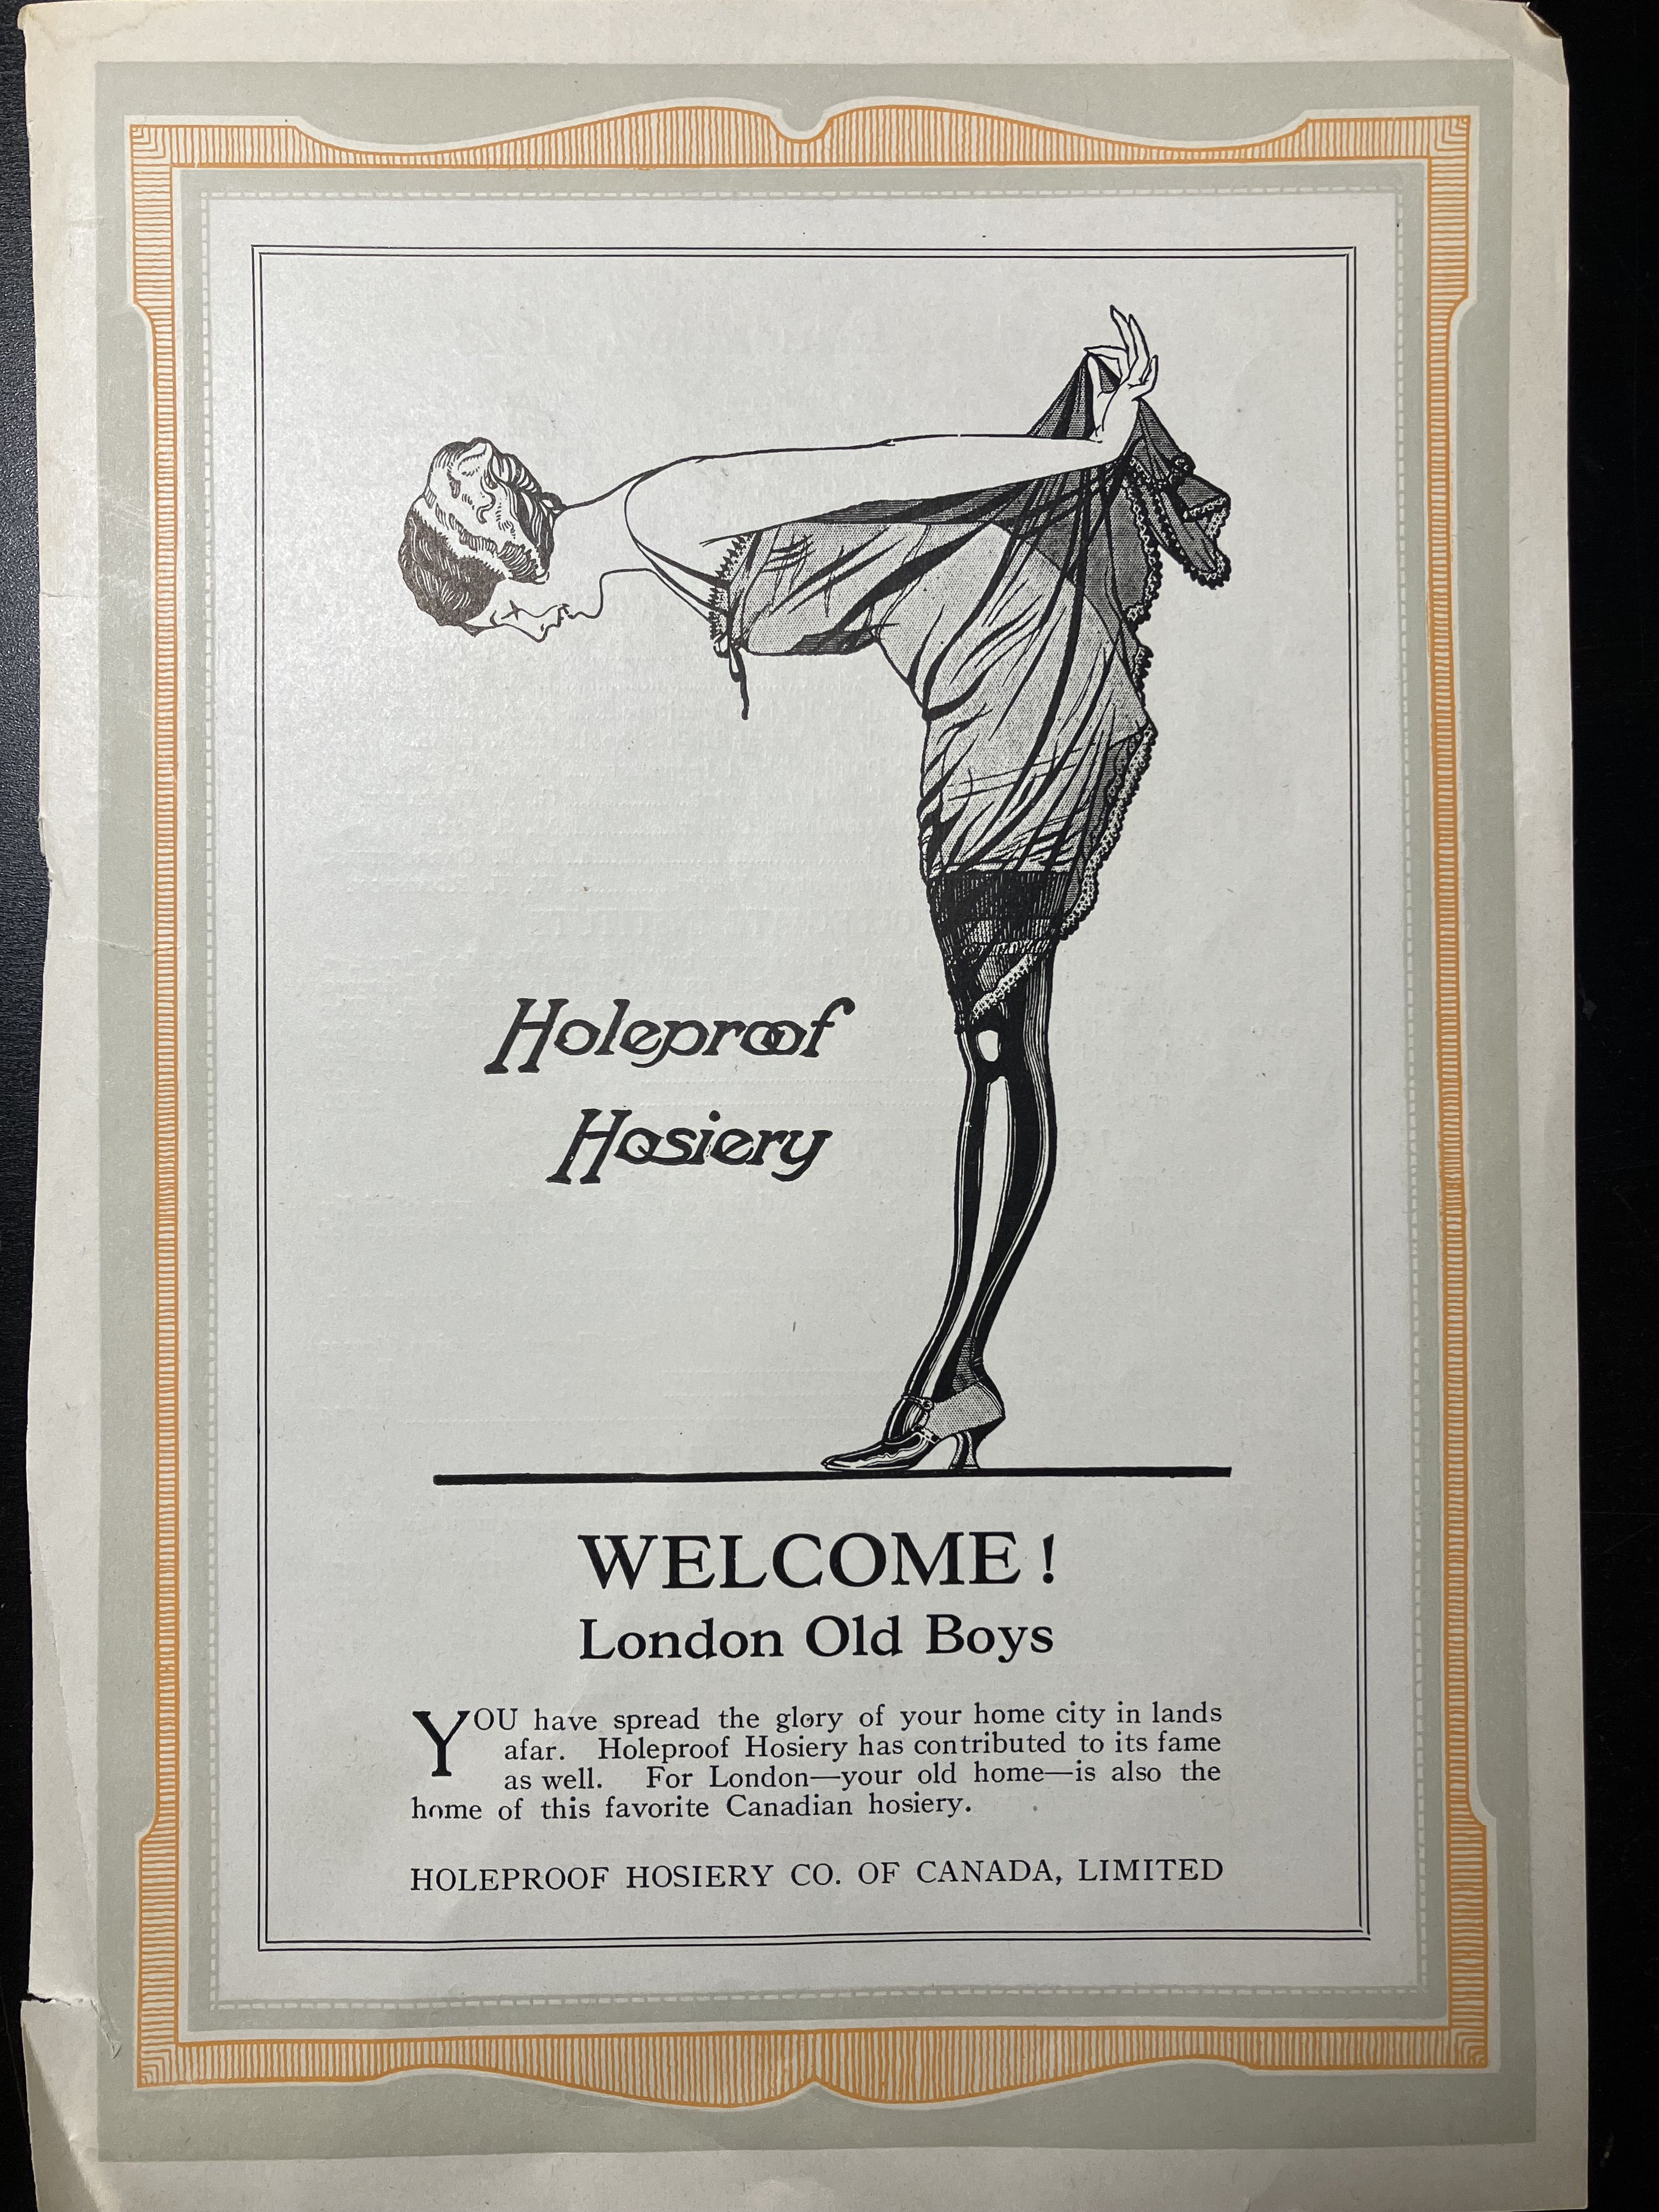 Holeproof
Hosiery
WELCOME!
London Old Boys
YOU have spread the glory of your home city in lands
afar. Holeproof Hosiery has contributed to its fame
as well. For London—your old home—is also the
home of this favorite Canadian hosiery.
HOLEPROOF HOSIERY CO. OF CANADA, LIMITED